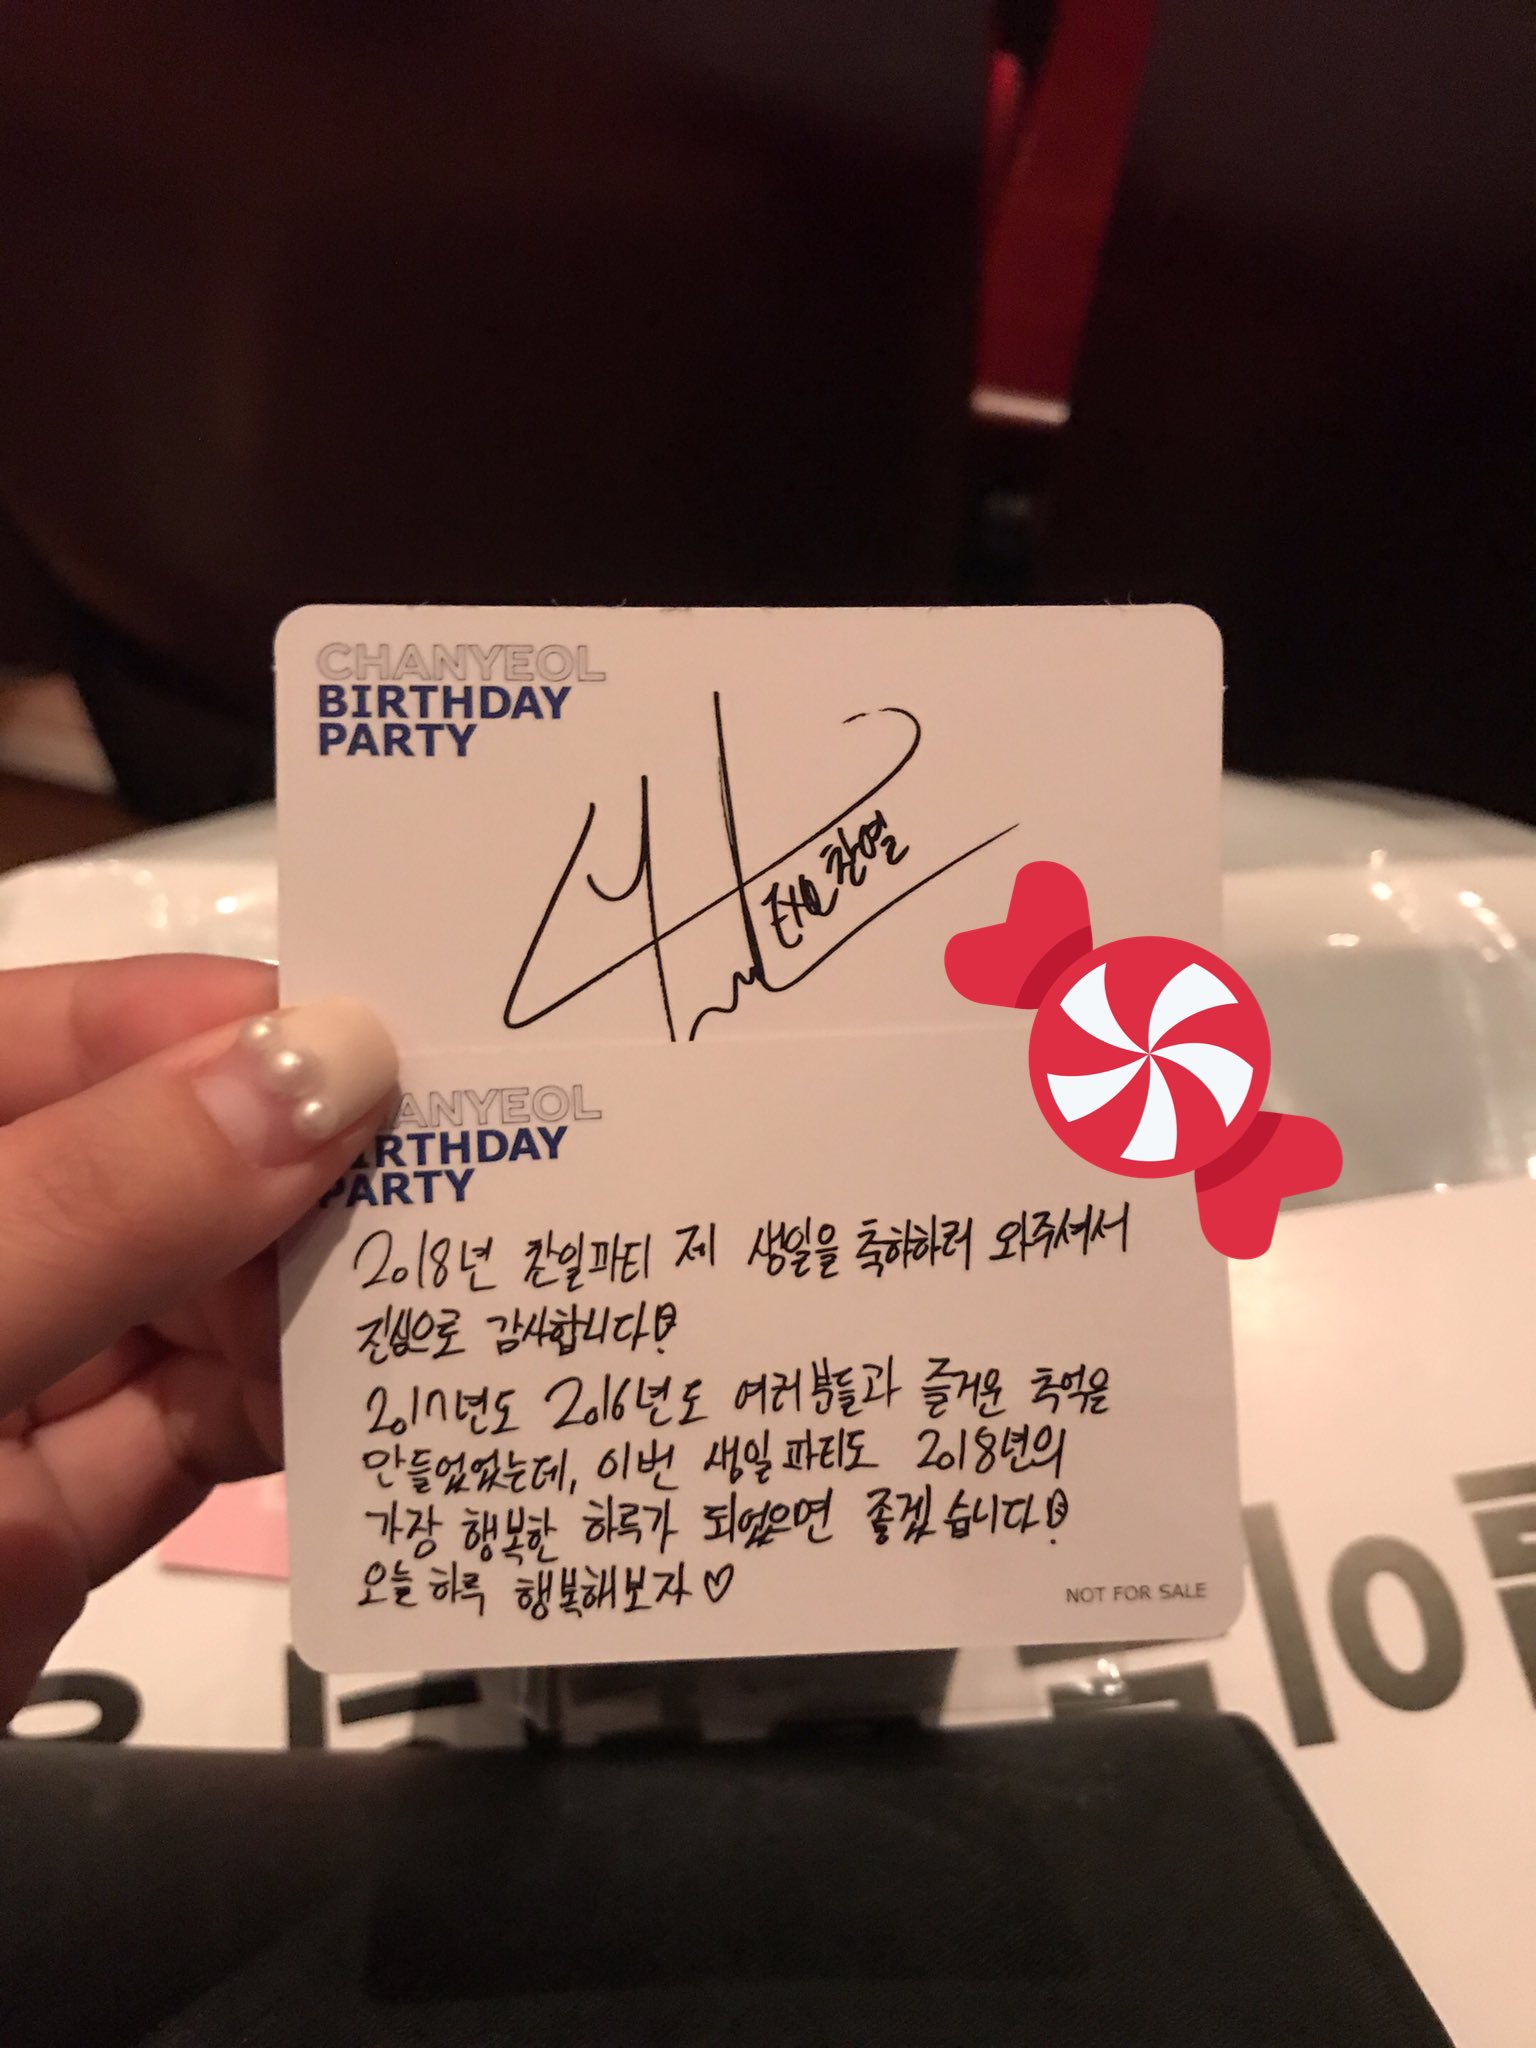 CHANYEOL
BIRTHDAY
PARTY
EXO 찬열
ANYEOL
IRTHDAY
PARTY
2018년 찬일파티 제 생일을 축하하러 와주셔서
진심으로 감사합니다!
2017년도 2016년도 여러분들과 즐거운 추억을
만들었었는데, 이번 생일파티도 2018년의
가장 행복한 하루가 되었으면 좋겠습니다!
오늘 하루 행복해보자♡
NOT FOR SALE